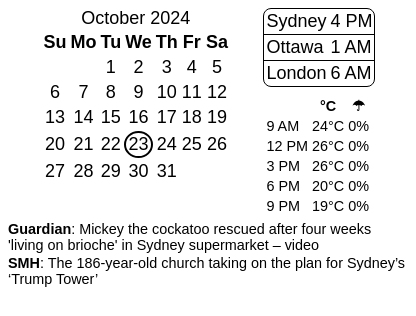 October 2024
Su Mo Tu We Th Fr Sa
1 2 3 4 5
6 7 8 9 10 11 12
13 14 15 16 17 18 19
20 21 22 23 24 25 26
27 28 29 30 31
Sydney 4 PM
Ottawa 1 AM
London 6 AM
°C ☂
9 AM 24°C 0%
12 PM 26°C 0%
3 PM 26°C 0%
6 PM 20°C 0%
9 PM 19°C 0%
Guardian: Mickey the cockatoo rescued after four weeks
'living on brioche' in Sydney supermarket – video
SMH: The 186-year-old church taking on the plan for Sydney’s
‘Trump Tower’